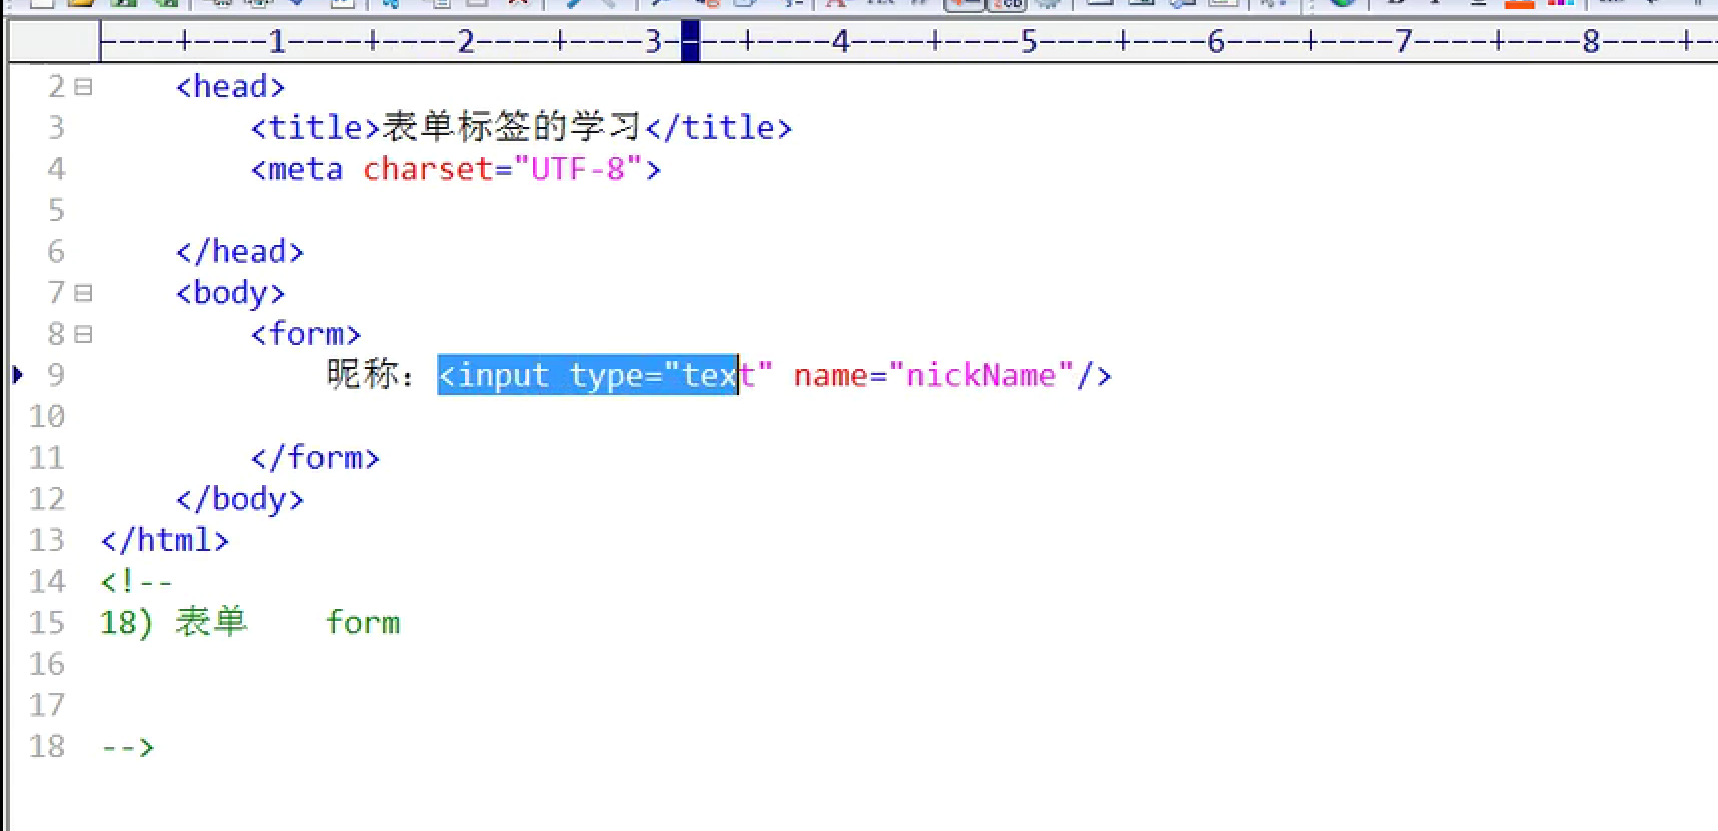 ----+----1----+----2----+----3----+----4----+----5----+----6----+----7----+----8----+-
2 <head>
3 <title>表单标签的学习</title>
4 <meta charset="UTF-8">
5
6 </head>
7 <body>
8 <form>
9 昵称：<input type="text" name="nickName"/>
10
11 </form>
12 </body>
13 </html>
14 <!--
15 18) 表单 form
16
17
18 -->